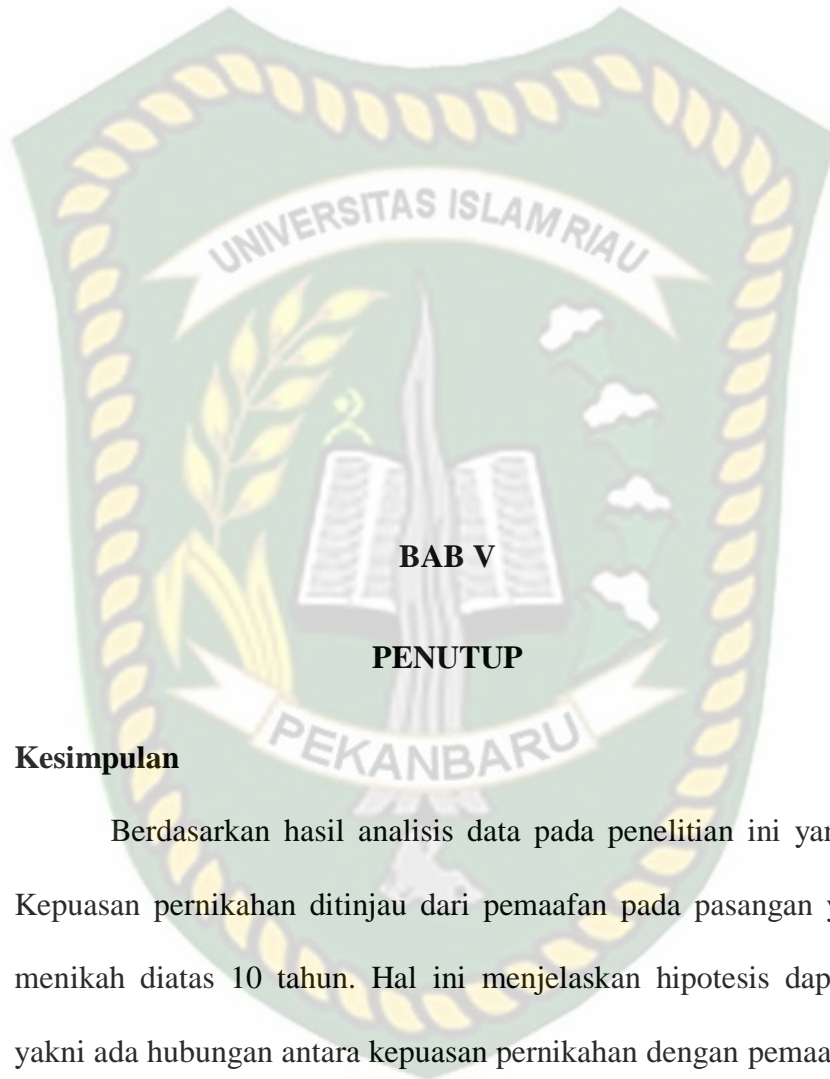 UNIVERSITAS ISLAM RIAU
BAB V
PENUTUP
PEKANBARU
Kesimpulan
Berdasarkan hasil analisis data pada penelitian ini
Kepuasan pernikahan ditinjau dari pemaafan pada pasangan
menikah diatas 10 tahun. Hal ini menjelaskan hipotesis
yakni ada hubungan antara kepuasan pernikahan dengan